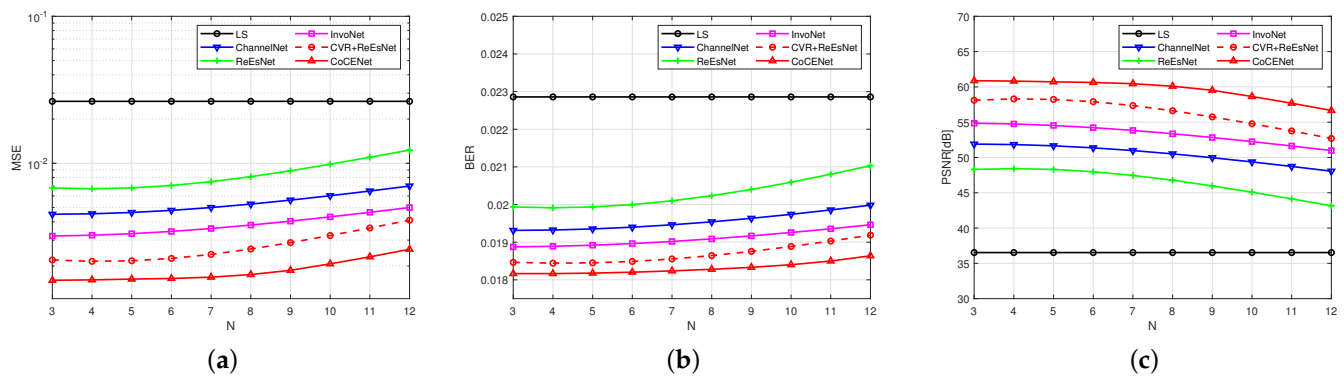 10^-1
10^-2
MSE
3 4 5 6 7 8 9 10 11 12
N
LS
ChannelNet
ReEsNet
InvoNet
CVR+ReEsNet
CoCENet
(a)
0.025
0.024
0.023
0.022
0.021
0.02
0.019
0.018
BER
3 4 5 6 7 8 9 10 11 12
N
LS
ChannelNet
ReEsNet
InvoNet
CVR+ReEsNet
CoCENet
(b)
70
65
60
55
50
45
40
35
30
PSNR[dB]
3 4 5 6 7 8 9 10 11 12
N
LS
ChannelNet
ReEsNet
InvoNet
CVR+ReEsNet
CoCENet
(c)